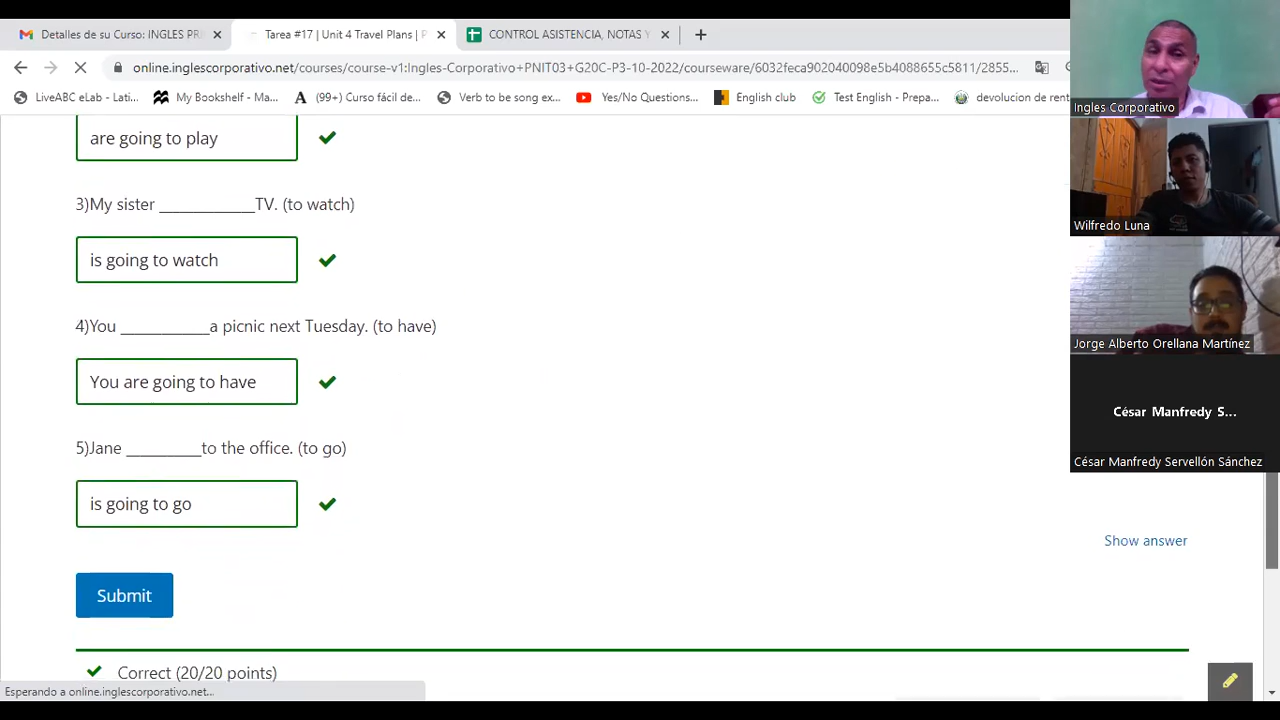 Detalles de su Curso: INGLES PRI
Tarea #17 | Unit 4 Travel Plans | P
CONTROL ASISTENCIA, NOTAS Y
online.inglescorporativo.net/courses/course-v1:Ingles-Corporativo+PNIT03+G20C-P3-10-2022/courseware/6032feca902040098e5b4088655c5811/2855...
LiveABC eLab - Lati...
My Bookshelf - Ma...
(99+) Curso fácil de...
Verb to be song ex...
Yes/No Questions...
English club
Test English - Prepa...
devolucion de rent
are going to play
3)My sister ____________TV. (to watch)
is going to watch
4)You ___________a picnic next Tuesday. (to have)
You are going to have
5)Jane _________to the office. (to go)
is going to go
Show answer
Submit
Correct (20/20 points)
Esperando a online.inglescorporativo.net...
Ingles Corporativo
Wilfredo Luna
Jorge Alberto Orellana Martínez
César Manfredy S...
César Manfredy Servellón Sánchez